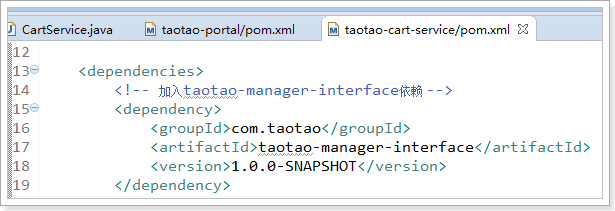 CartService.java taotao-portal/pom.xml taotao-cart-service/pom.xml
12
13 <dependencies>
14 <!-- 加入taotao-manager-interface依赖 -->
15 <dependency>
16 <groupId>com.taotao</groupId>
17 <artifactId>taotao-manager-interface</artifactId>
18 <version>1.0.0-SNAPSHOT</version>
19 </dependency>